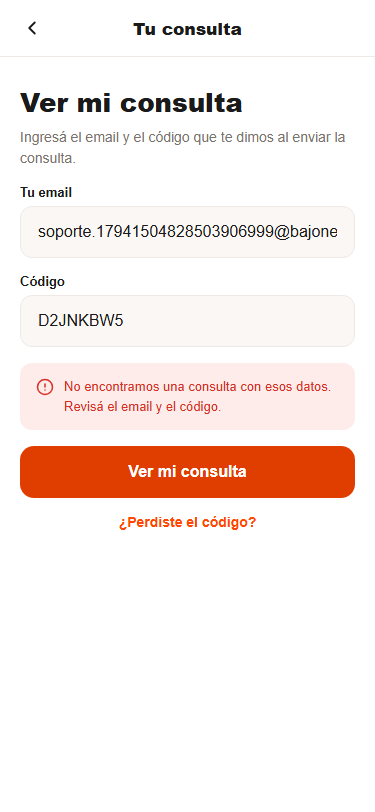 Tu consulta
Ver mi consulta
Ingresá el email y el código que te dimos al enviar la
consulta.
Tu email
soporte.17941504828503906999@bajone
Código
D2JNKBW5
No encontramos una consulta con esos datos.
Revisá el email y el código.
Ver mi consulta
¿Perdiste el código?